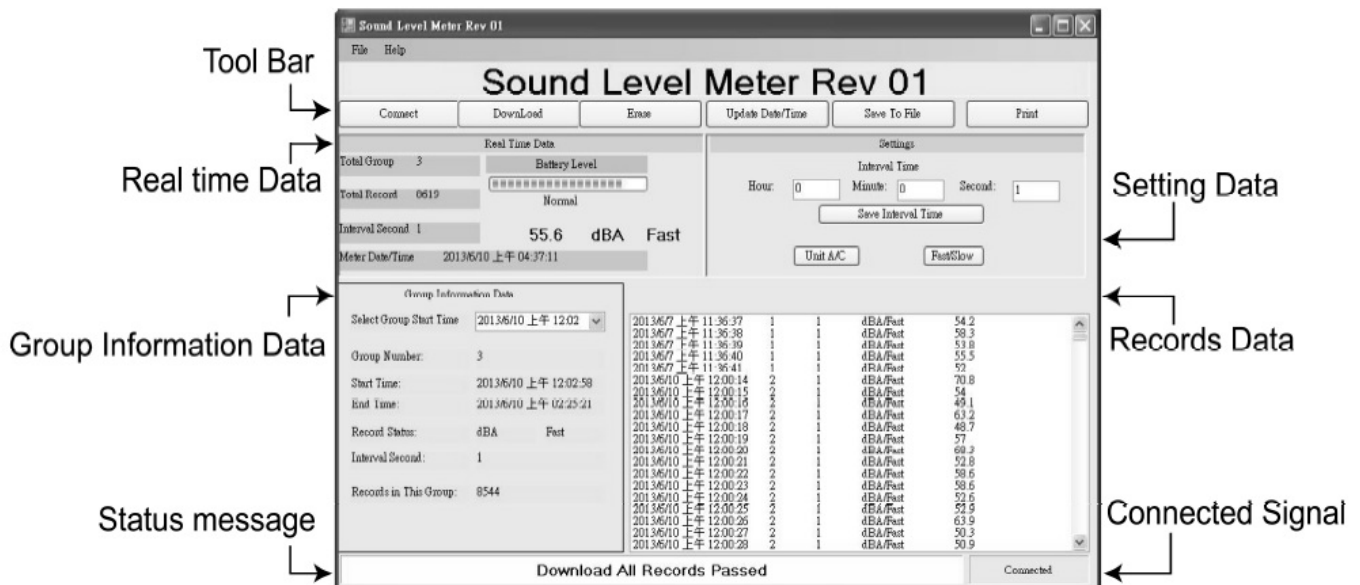 Sound Level Meter Rev 01
File Help
Tool Bar
Sound Level Meter Rev 01
Connect DownLoad Erase Update Date/Time Save To File Print
Real time Data
Real Time Data
Total Group 3
Battery Level
Total Record 0619
Normal
Interval Second 1
55.6 dBA Fast
Meter Date/Time 2013/6/10 上午 04:37:11
Settings
Interval Time
Hour: 0 Minute: 0 Second: 1
Save Interval Time
Unit A/C Fast/Slow
Setting Data
Group Information Data
Group Information Data
Select Group Start Time 2013/6/10 上午 12:02
Group Number: 3
Start Time: 2013/6/10 上午 12:02:58
End Time: 2013/6/10 上午 02:25:21
Record Status: dBA Fast
Interval Second: 1
Records in This Group: 8544
Records Data
2013/6/7 上午 11:36:37 1 1 dBA/Fast 54.2
2013/6/7 上午 11:36:38 1 1 dBA/Fast 58.3
2013/6/7 上午 11:36:39 1 1 dBA/Fast 53.8
2013/6/7 上午 11:36:40 1 1 dBA/Fast 55.5
2013/6/7 上午 11:36:41 1 1 dBA/Fast 52
2013/6/10 上午 12:00:14 2 1 dBA/Fast 70.8
2013/6/10 上午 12:00:15 2 1 dBA/Fast 54
2013/6/10 上午 12:00:16 2 1 dBA/Fast 49.1
2013/6/10 上午 12:00:17 2 1 dBA/Fast 63.2
2013/6/10 上午 12:00:18 2 1 dBA/Fast 48.7
2013/6/10 上午 12:00:19 2 1 dBA/Fast 57
2013/6/10 上午 12:00:20 2 1 dBA/Fast
2013/6/10 上午 12:00:21 2 1 dBA/Fast 52.8
2013/6/10 上午 12:00:22 2 1 dBA/Fast 58.6
2013/6/10 上午 12:00:23 2 1 dBA/Fast 58.6
2013/6/10 上午 12:00:24 2 1 dBA/Fast 52.6
2013/6/10 上午 12:00:25 2 1 dBA/Fast 52.9
2013/6/10 上午 12:00:26 2 1 dBA/Fast 63.9
2013/6/10 上午 12:00:27 2 1 dBA/Fast 50.3
2013/6/10 上午 12:00:28 2 1 dBA/Fast 50.9
Status message
Download All Records Passed
Connected
Connected Signal